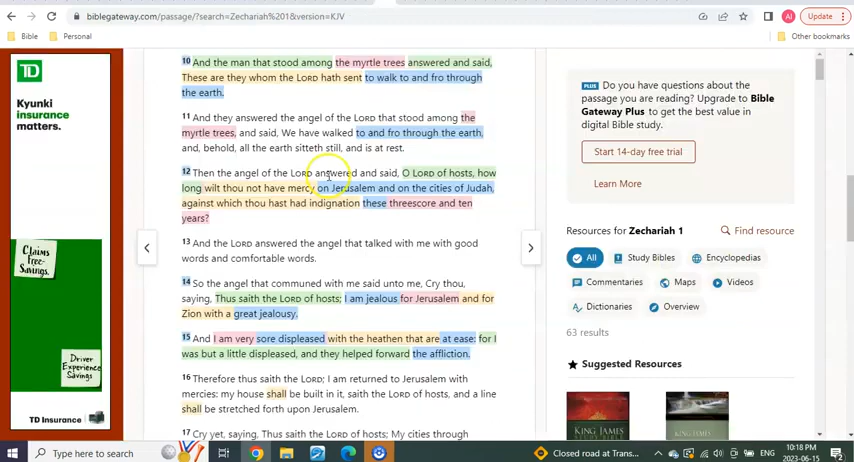 biblegateway.com/passage/?search=Zechariah%201&version=KJV
AI
Update
Bible
Personal
Other bookmarks
TD
Kyunki
insurance
matters.
Claims
Free-
Savings.
Driver
Experience
Savings
TD Insurance
10 And the man that stood among the myrtle trees answered and said,
These are they whom the LORD hath sent to walk to and fro through
the earth.
11 And they answered the angel of the LORD that stood among the
myrtle trees, and said, We have walked to and fro through the earth,
and, behold, all the earth sitteth still, and is at rest.
12 Then the angel of the LORD answered and said, O LORD of hosts, how
long wilt thou not have mercy on Jerusalem and on the cities of Judah,
against which thou hast had indignation these threescore and ten
years?
13 And the LORD answered the angel that talked with me with good
words and comfortable words.
14 So the angel that communed with me said unto me, Cry thou,
saying, Thus saith the LORD of hosts; I am jealous for Jerusalem and for
Zion with a great jealousy.
15 And I am very sore displeased with the heathen that are at ease: for I
was but a little displeased, and they helped forward the affliction.
16 Therefore thus saith the LORD; I am returned to Jerusalem with
mercies: my house shall be built in it, saith the LORD of hosts, and a line
shall be stretched forth upon Jerusalem.
17 Cry yet, saying, Thus saith the LORD of hosts; My cities through
PLUS Do you have questions about the
passage you are reading? Upgrade to Bible
Gateway Plus to get the best value in
digital Bible study.
Start 14-day free trial
Learn More
Resources for Zechariah 1
Find resource
All
Study Bibles
Encyclopedias
Commentaries
Maps
Videos
Dictionaries
Overview
63 results
Suggested Resources
KING JAMES
KING JAMES
Type here to search
Closed road at Trans...
ENG
10:18 PM
2023-06-15
2